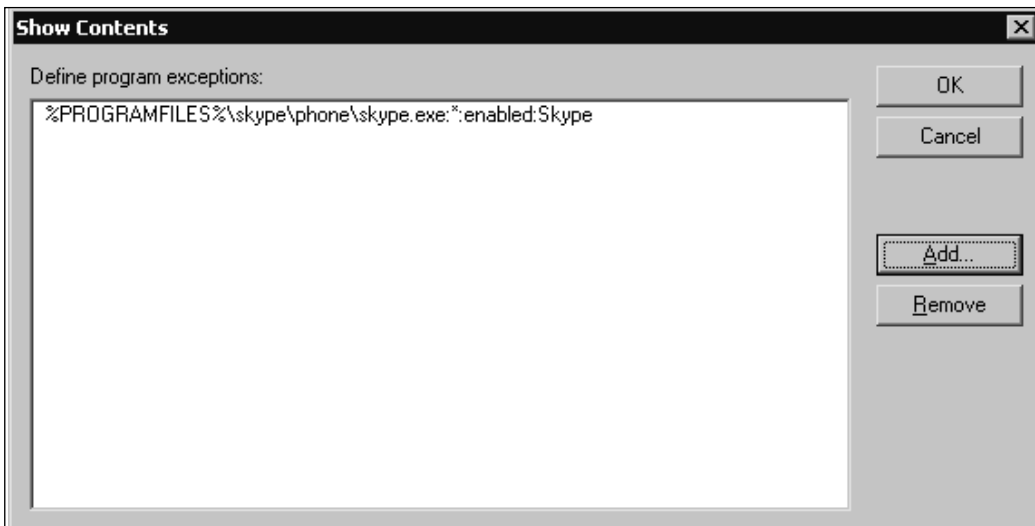 Show Contents
Define program exceptions:
%PROGRAMFILES%\skype\phone\skype.exe:*:enabled:Skype
OK
Cancel
Add...
Remove